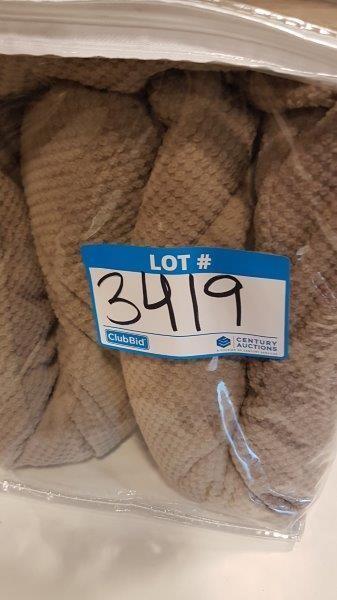 LOT #
3419
ClubBid
CENTURY
AUCTIONS